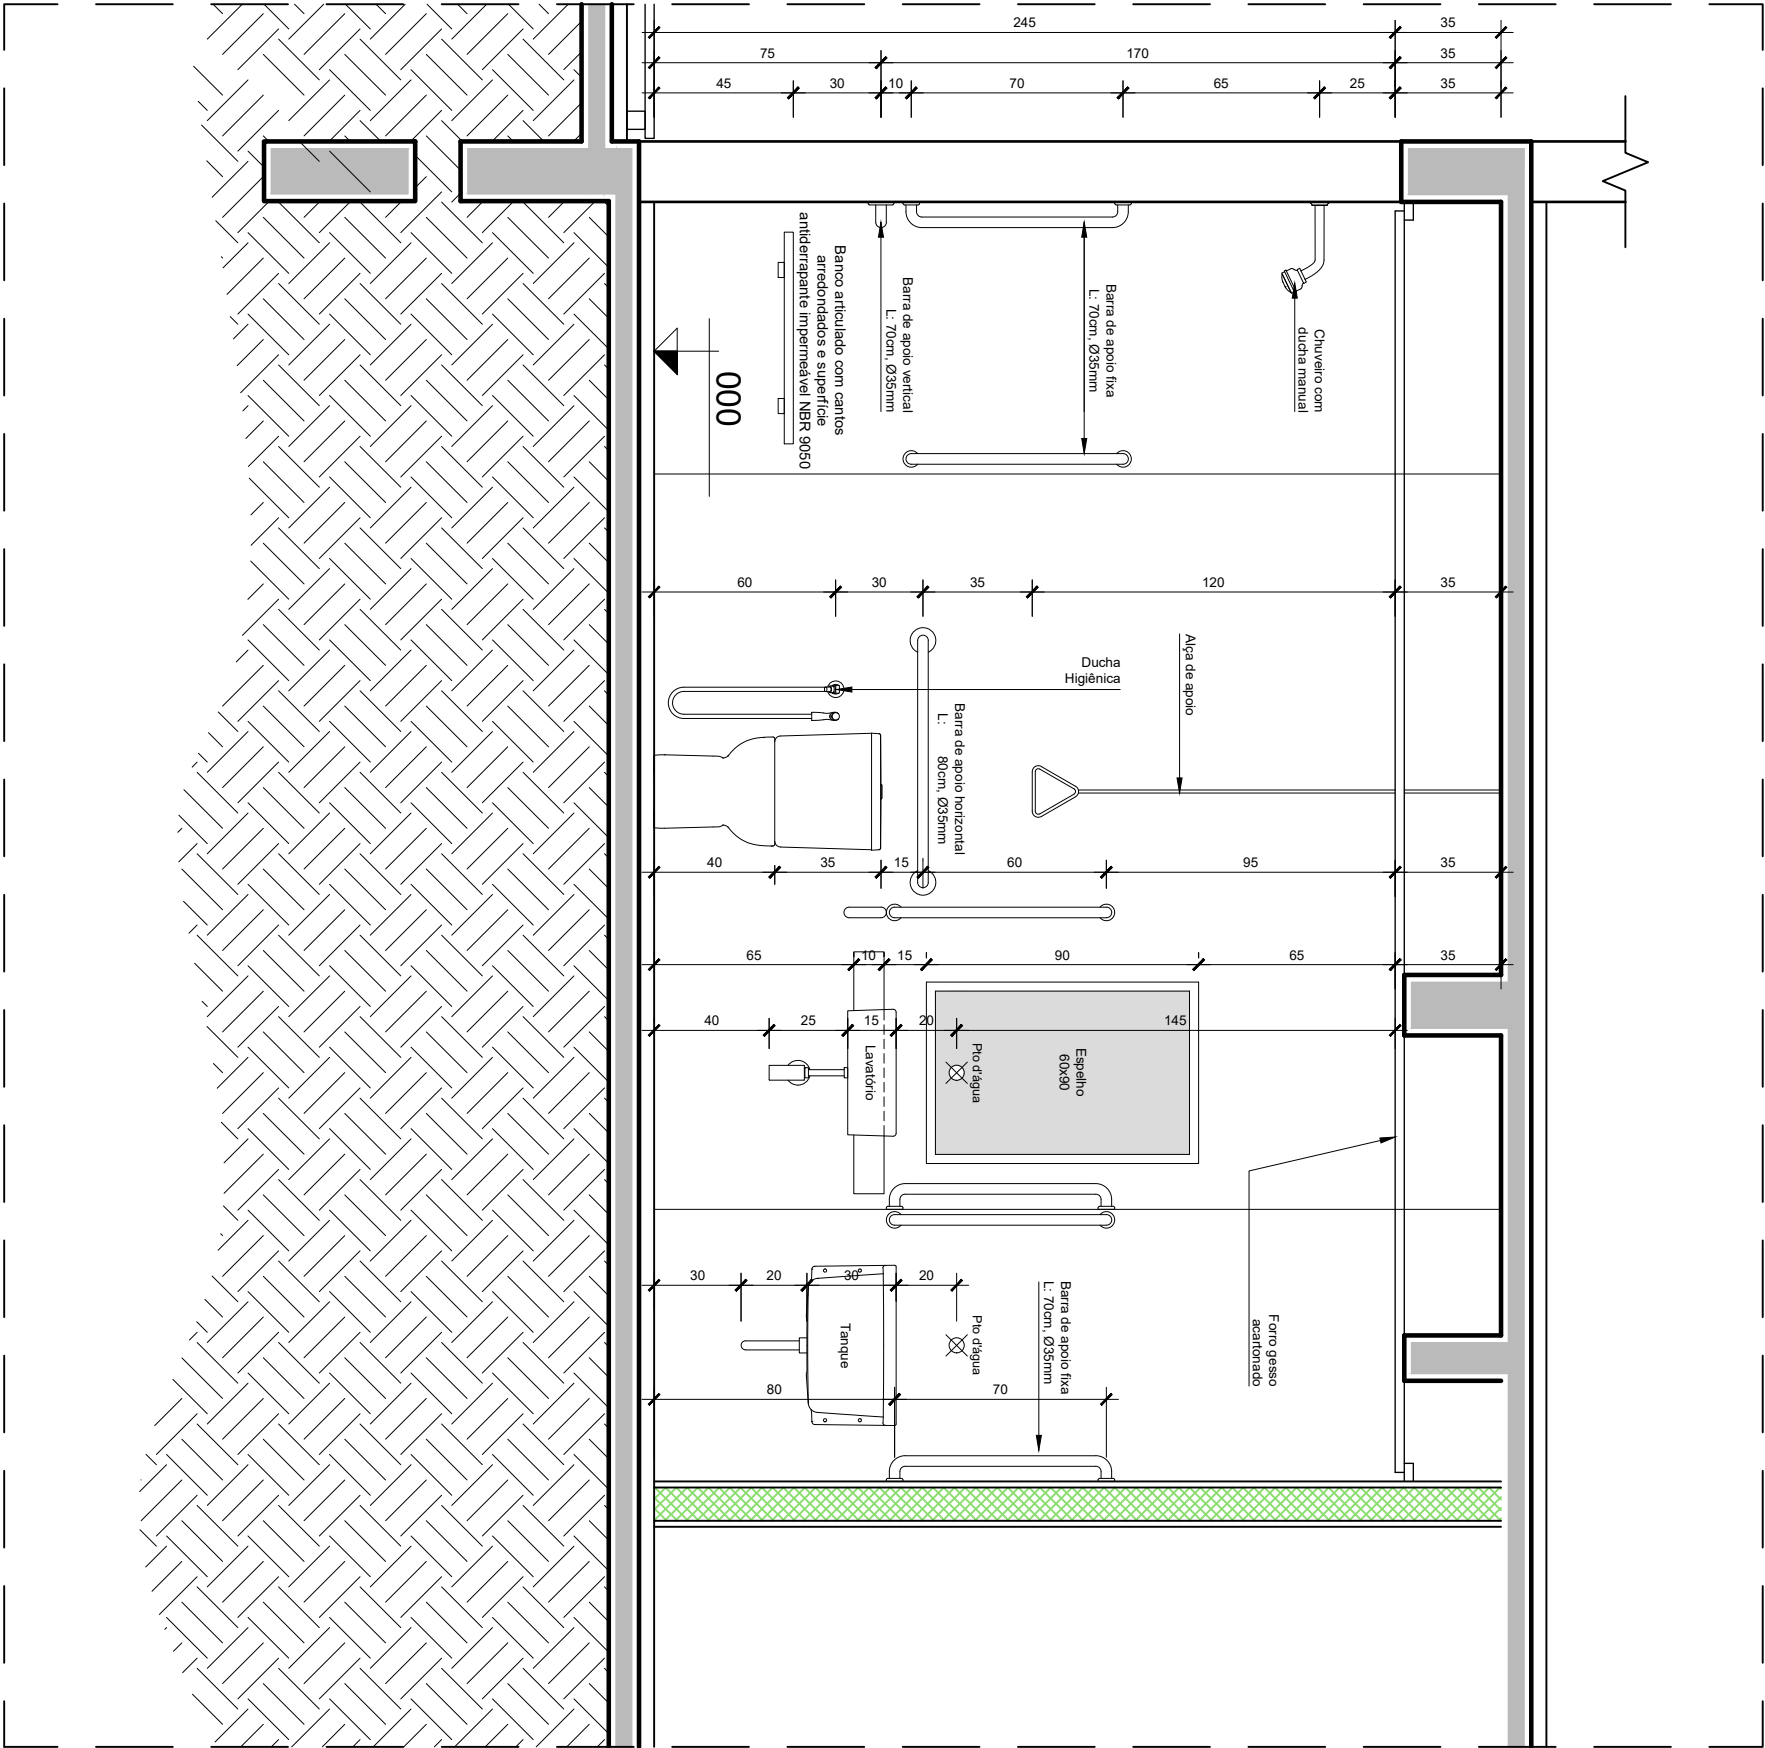 245
35
75
170
35
45
30
10
70
65
25
35
Banco articulado com cantos
arredondados e superfície
antiderrapante impermeável NBR 9050
Barra de apoio vertical
L: 70cm, Ø35mm
Barra de apoio fixa
L: 70cm, Ø35mm
Chuveiro com
ducha manual
000
60
30
35
120
35
Ducha
Higiênica
Alça de apoio
Barra de apoio horizontal
L: 80cm, Ø35mm
40
35
15
60
95
35
65
10
15
90
65
35
40
25
15
20
145
Lavatório
Pto d'água
Espelho
60x90
30
20
30
20
Tanque
Pto d'água
Barra de apoio fixa
L: 70cm, Ø35mm
Forro gesso
acartonado
80
70